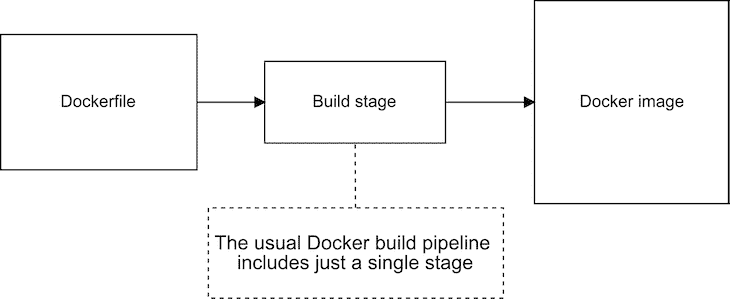 Dockerfile
Build stage
Docker image
The usual Docker build pipeline
includes just a single stage